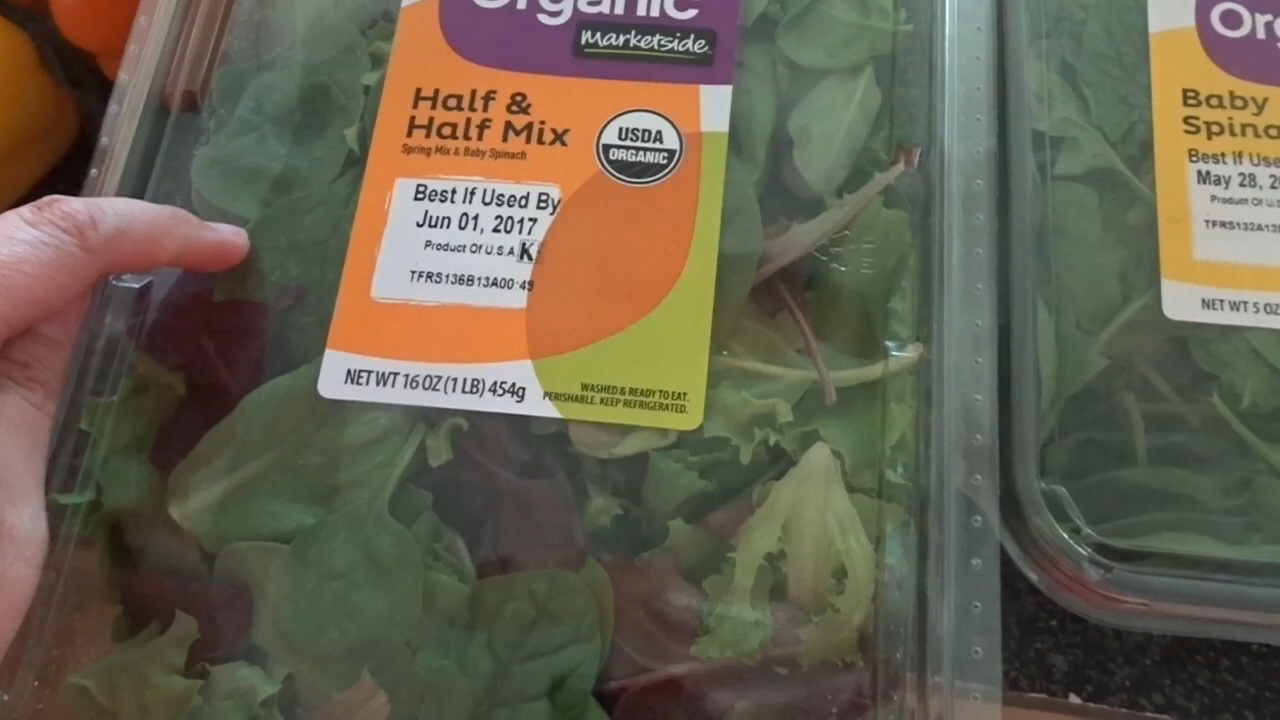 Organic
marketside.
Half &
Half Mix
Spring Mix & Baby Spinach
USDA
ORGANIC
Best If Used By
Jun 01, 2017
Product Of U.S.A
K
TFRS136B13A00:49
NET WT 16 OZ (1 LB) 454g
WASHED & READY TO EAT.
PERISHABLE. KEEP REFRIGERATED.
Org
Baby
Spina
Best If Use
May 28, 2
Product Of U.S
TFRS132A12
NET WT 5 OZ